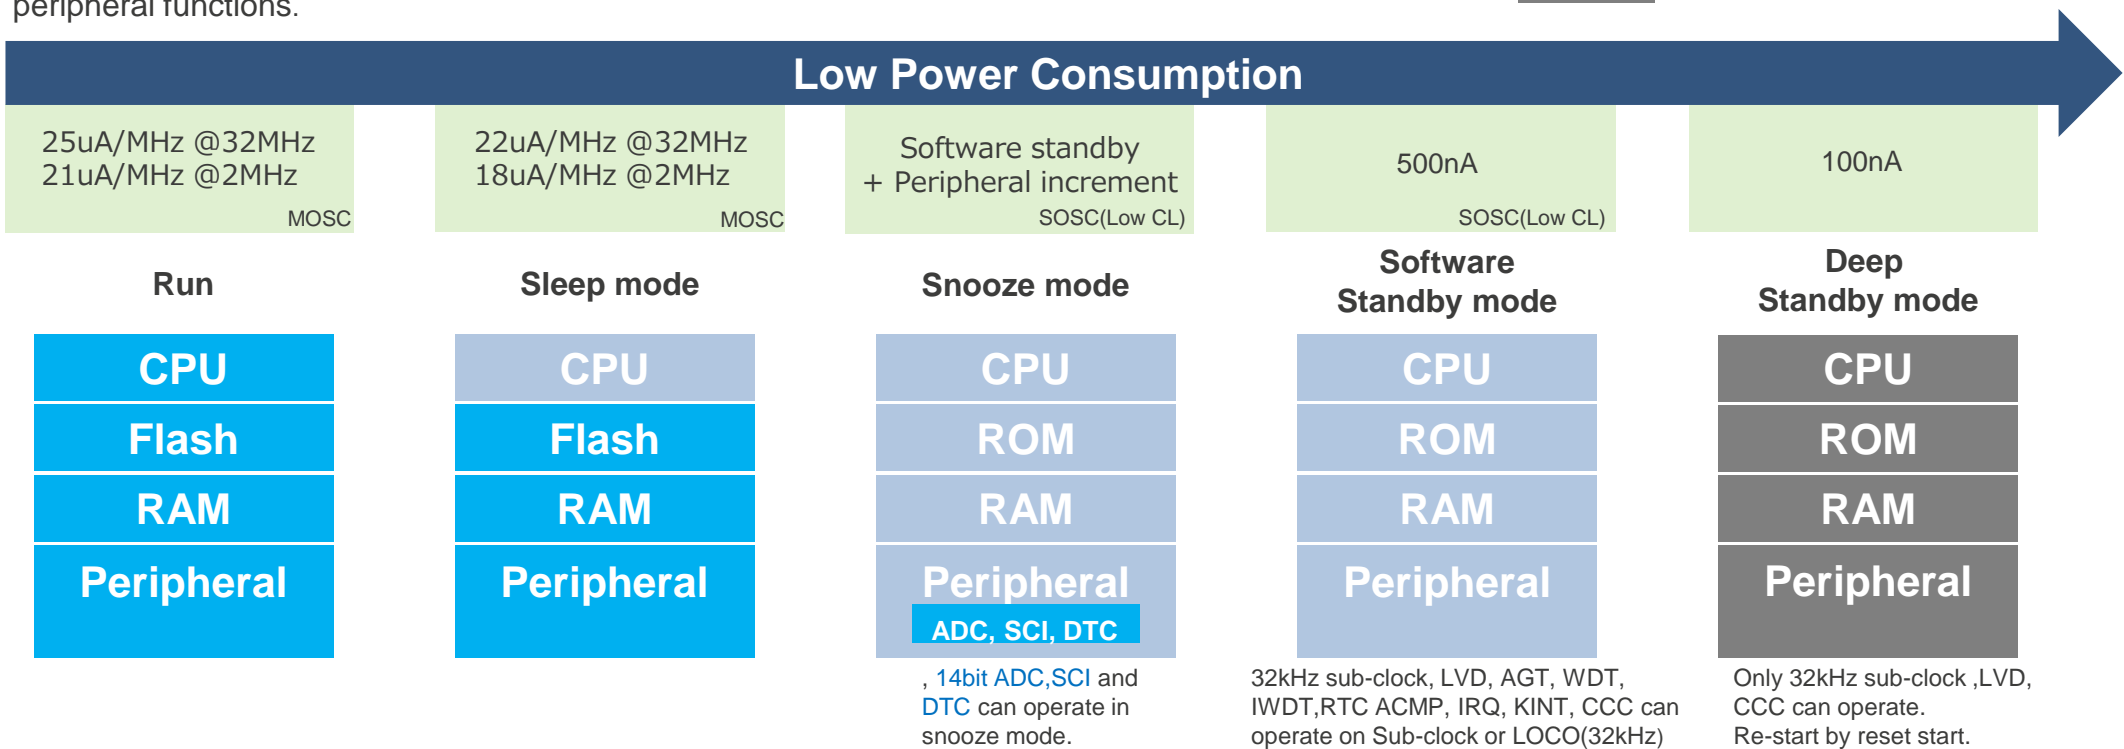 peripheral functions.
Low Power Consumption
25uA/MHz @32MHz
21uA/MHz @2MHz
MOSC
22uA/MHz @32MHz
18uA/MHz @2MHz
MOSC
Software standby
+ Peripheral increment
SOSC(Low CL)
500nA
SOSC(Low CL)
100nA
Run
Sleep mode
Snooze mode
Software
Standby mode
Deep
Standby mode
CPU
Flash
RAM
Peripheral
CPU
Flash
RAM
Peripheral
CPU
ROM
RAM
Peripheral
ADC, SCI, DTC
CPU
ROM
RAM
Peripheral
CPU
ROM
RAM
Peripheral
, 14bit ADC,SCI and
DTC can operate in
snooze mode.
32kHz sub-clock, LVD, AGT, WDT,
IWDT,RTC ACMP, IRQ, KINT, CCC can
operate on Sub-clock or LOCO(32kHz)
Only 32kHz sub-clock ,LVD,
CCC can operate.
Re-start by reset start.